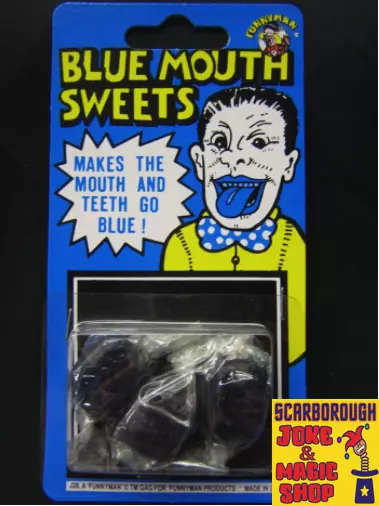 FUNNYMAN
BLUE MOUTH
SWEETS
MAKES THE
MOUTH AND
TEETH GO
BLUE !
SCARBOROUGH
JOKE
& MAGIC
SHOP
A 'FUNNYMAN' © TM GAG FOR 'FUNNYMAN PRODUCTS' MADE IN